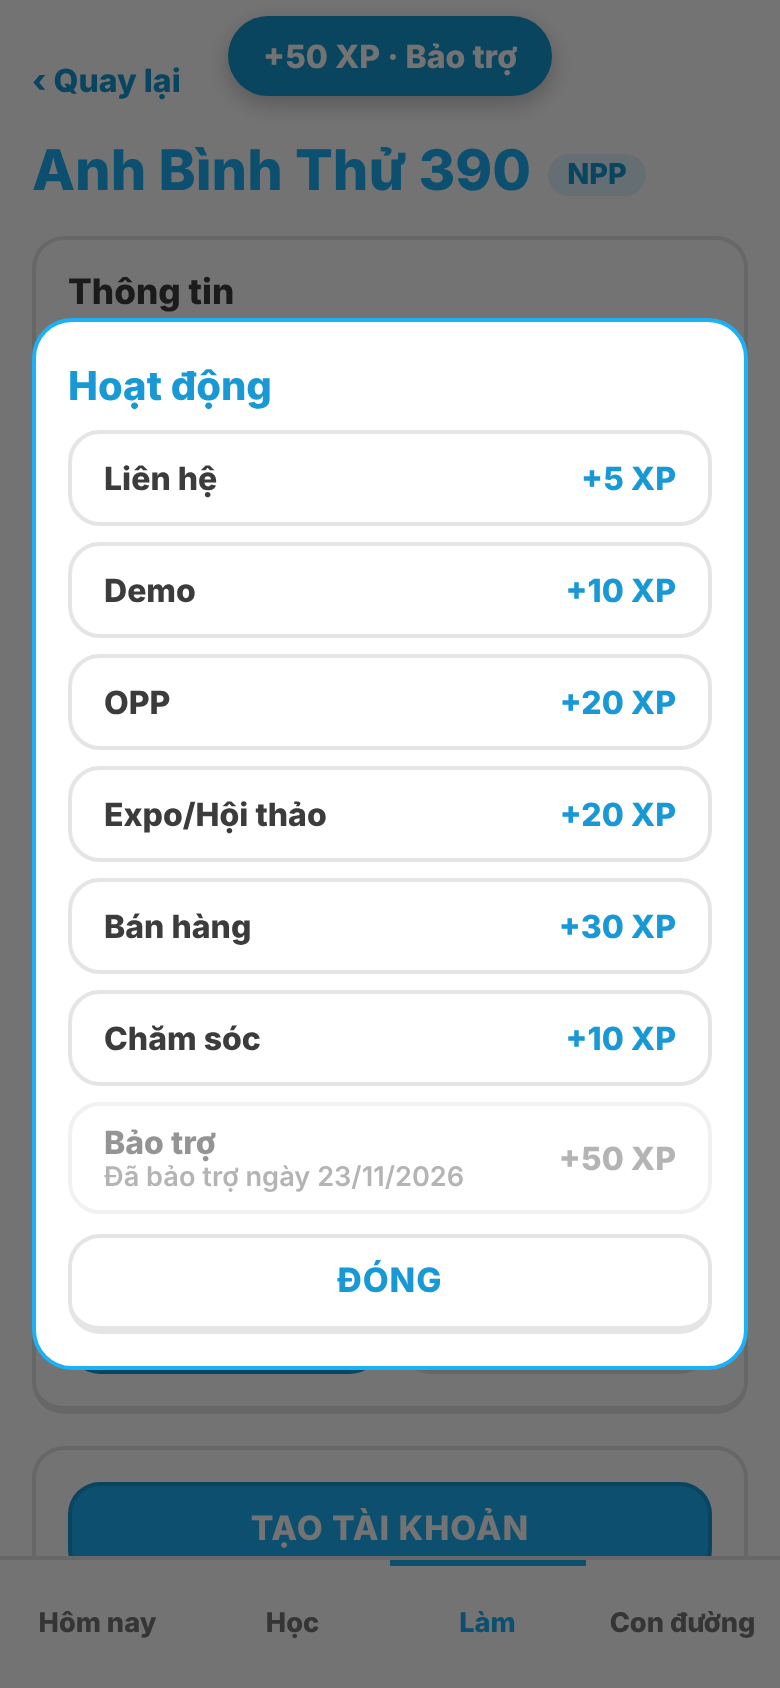 +50 XP · Bảo trợ
‹ Quay lại
Anh Bình Thử 390 NPP
Thông tin
Hoạt động
Liên hệ +5 XP
Demo +10 XP
OPP +20 XP
Expo/Hội thảo +20 XP
Bán hàng +30 XP
Chăm sóc +10 XP
Bảo trợ +50 XP
Đã bảo trợ ngày 23/11/2026
ĐÓNG
TẠO TÀI KHOẢN
Hôm nay Học Làm Con đường